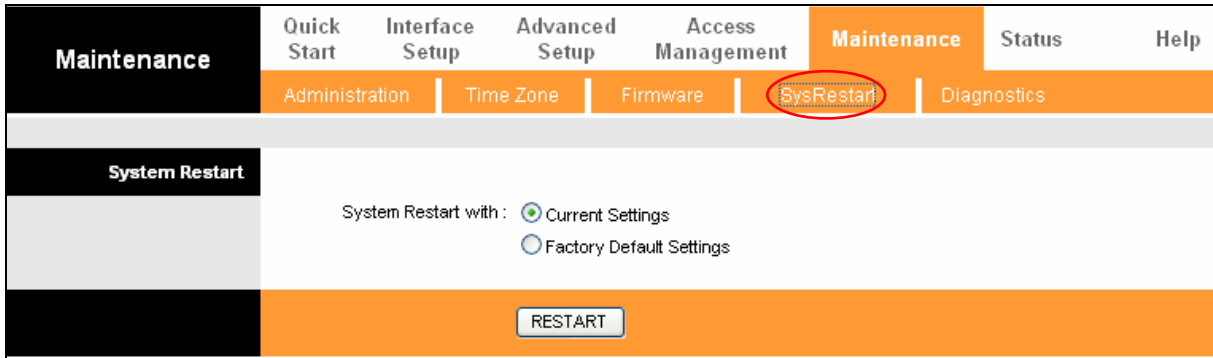 Maintenance
Quick Start
Interface Setup
Advanced Setup
Access Management
Maintenance
Status
Help
Administration
Time Zone
Firmware
SysRestart
Diagnostics
System Restart
System Restart with :
Current Settings
Factory Default Settings
RESTART